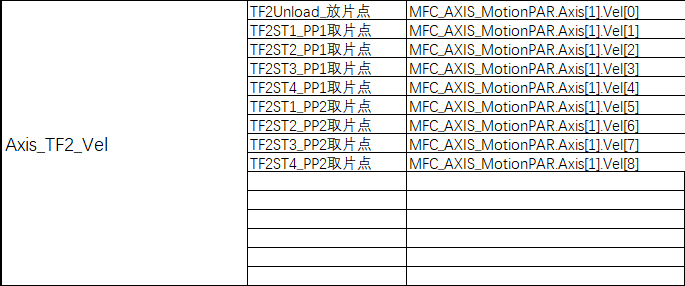 TF2Unload_放片点 MFC_AXIS_MotionPAR.Axis[1].Vel[0]
TF2ST1_PP1取片点 MFC_AXIS_MotionPAR.Axis[1].Vel[1]
TF2ST2_PP1取片点 MFC_AXIS_MotionPAR.Axis[1].Vel[2]
TF2ST3_PP1取片点 MFC_AXIS_MotionPAR.Axis[1].Vel[3]
TF2ST4_PP1取片点 MFC_AXIS_MotionPAR.Axis[1].Vel[4]
TF2ST1_PP2取片点 MFC_AXIS_MotionPAR.Axis[1].Vel[5]
TF2ST2_PP2取片点 MFC_AXIS_MotionPAR.Axis[1].Vel[6]
Axis_TF2_Vel
TF2ST3_PP2取片点 MFC_AXIS_MotionPAR.Axis[1].Vel[7]
TF2ST4_PP2取片点 MFC_AXIS_MotionPAR.Axis[1].Vel[8]